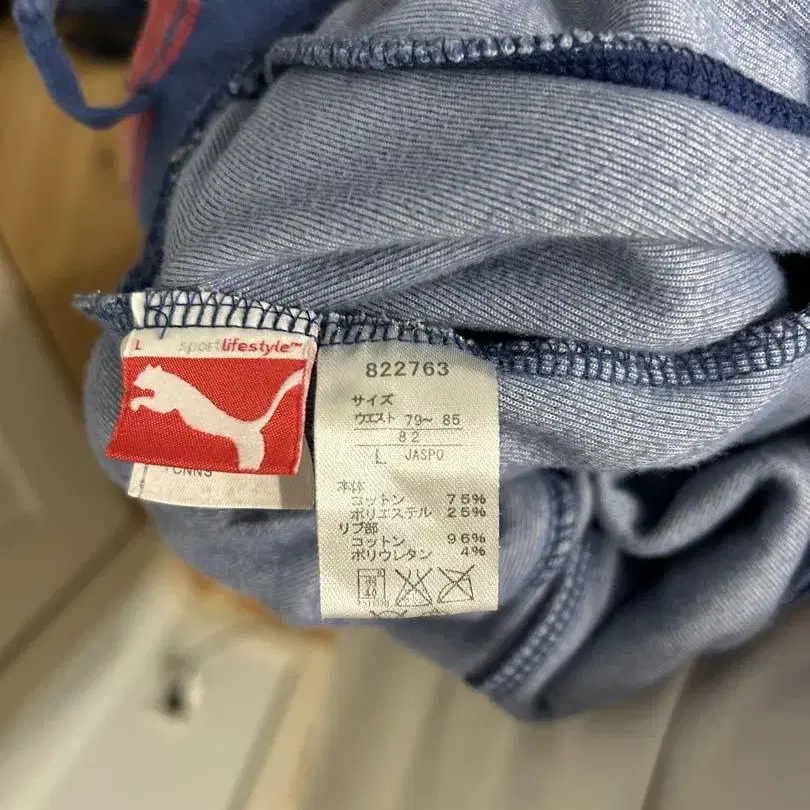 L sportlifestyle™
822763
サイズ
ウエスト 79~ 85
82
L JASPO
本体
コットン 75%
ポリエステル 25%
リブ部
コットン 96%
ポリウレタン 4%
40